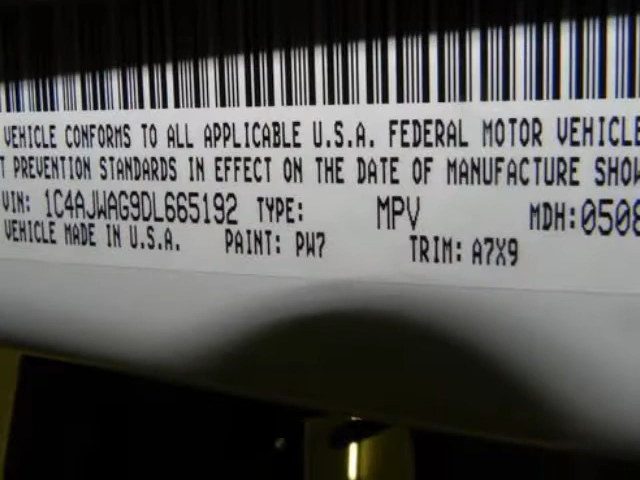 VEHICLE CONFORMS TO ALL APPLICABLE U.S.A. FEDERAL MOTOR VEHICLE
T PREVENTION STANDARDS IN EFFECT ON THE DATE OF MANUFACTURE SHOW
VIN: 1C4AJWAG9DL665192 TYPE: MPV MDH: 0508
VEHICLE MADE IN U.S.A. PAINT: PW7 TRIM: A7X9